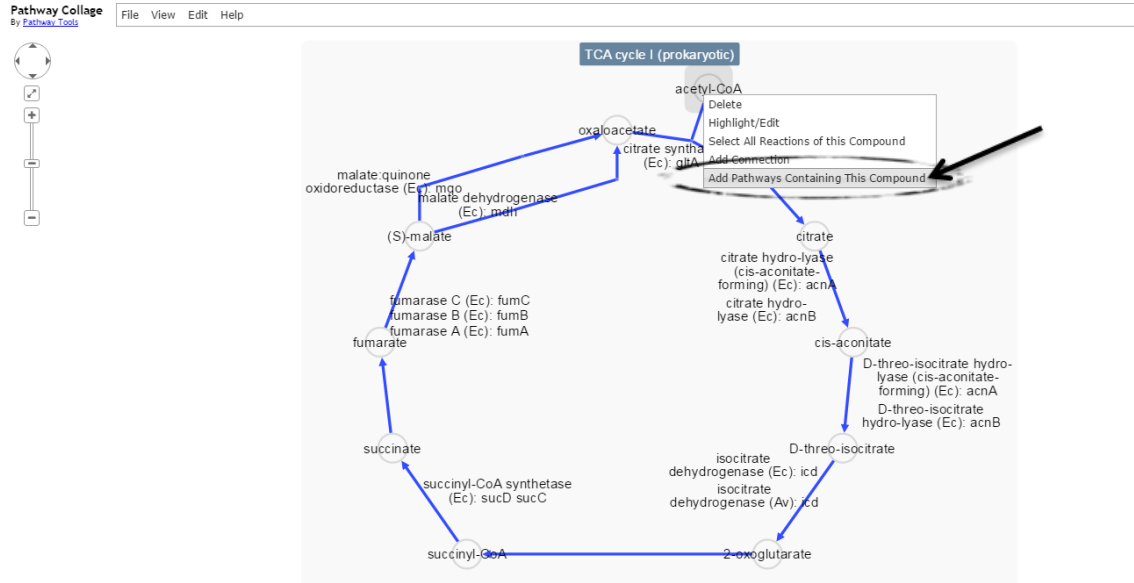 Pathway Collage
By Pathway Tools
File View Edit Help
TCA cycle I (prokaryotic)
acetyl-CoA
Delete
Highlight/Edit
Select All Reactions of this Compound
Add Connection
Add Pathways Containing This Compound
oxaloacetate
citrate syntha
(Ec): gltA
malate:quinone
oxidoreductase (Ec): mqo
malate dehydrogenase
(Ec): mdh
(S)-malate
citrate
citrate hydro-lyase
(cis-aconitate-
forming) (Ec): acnA
citrate hydro-
lyase (Ec): acnB
fumarase C (Ec): fumC
fumarase B (Ec): fumB
fumarase A (Ec): fumA
fumarate
cis-aconitate
D-threo-isocitrate hydro-
lyase (cis-aconitate-
forming) (Ec): acnA
D-threo-isocitrate
hydro-lyase (Ec): acnB
succinate
D-threo-isocitrate
isocitrate
dehydrogenase (Ec): icd
isocitrate
dehydrogenase (Av): icd
succinyl-CoA synthetase
(Ec): sucD sucC
succinyl-CoA
2-oxoglutarate